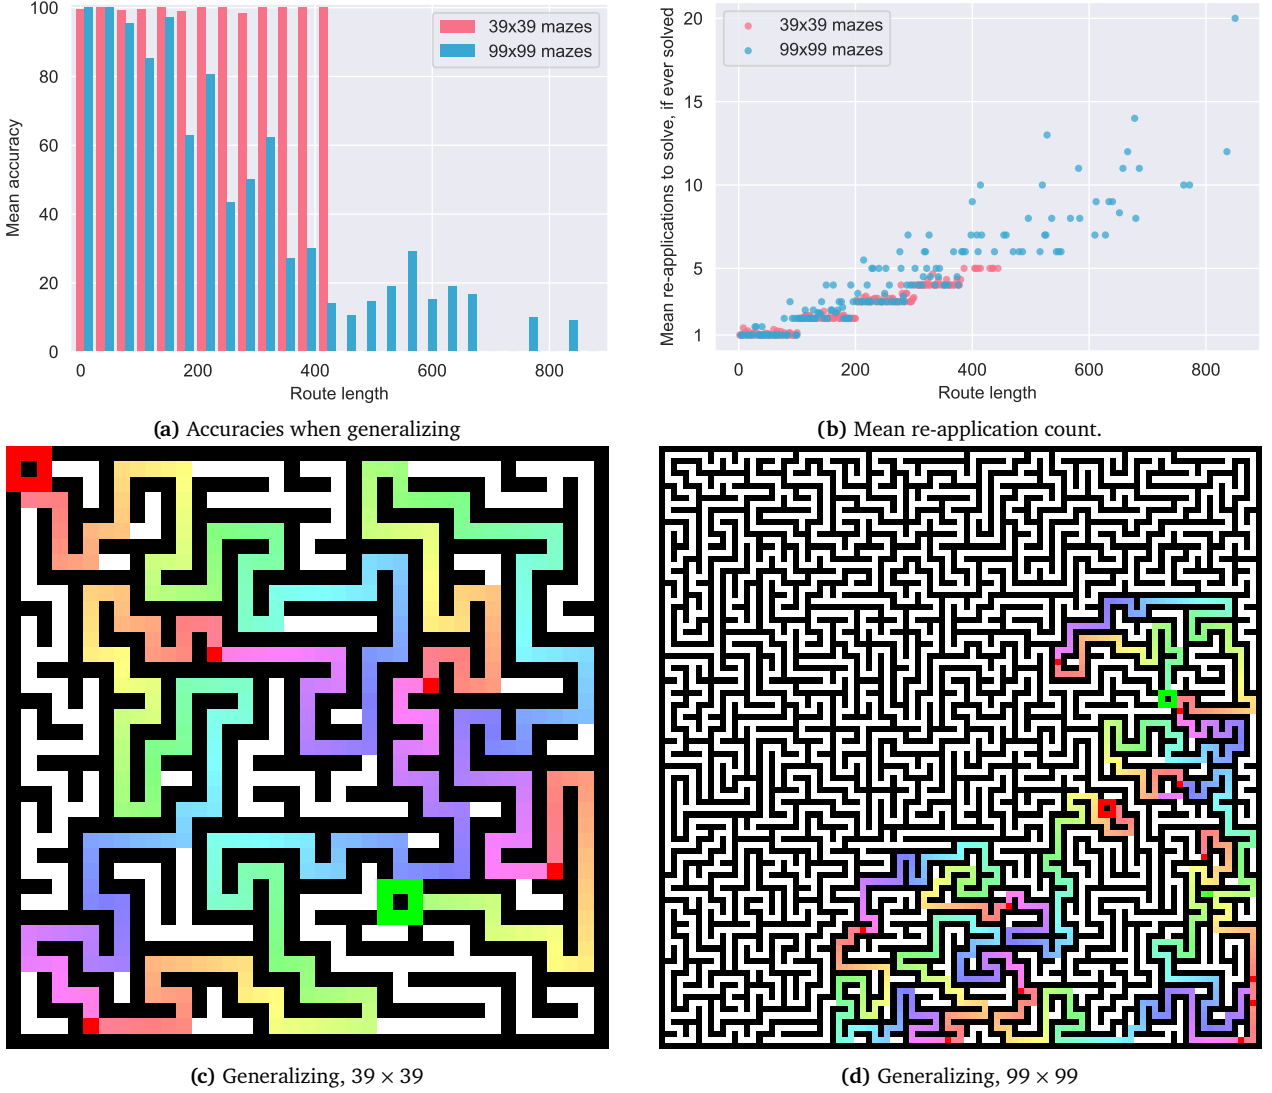 100
80
60
40
20
0
Mean accuracy
39x39 mazes
99x99 mazes
0 200 400 600 800
Route length
(a) Accuracies when generalizing
20
15
10
5
1
Mean re-applications to solve, if ever solved
39x39 mazes
99x99 mazes
0 200 400 600 800
Route length
(b) Mean re-application count.
(c) Generalizing, 39 × 39
(d) Generalizing, 99 × 99